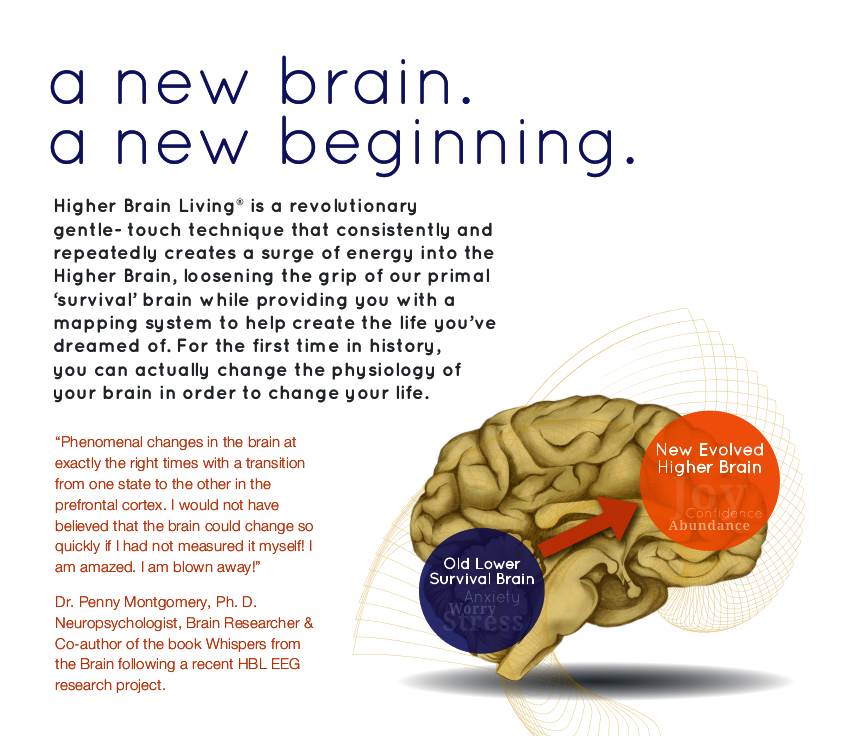 a new brain.
a new beginning.
Higher Brain Living® is a revolutionary
gentle- touch technique that consistently and
repeatedly creates a surge of energy into the
Higher Brain, loosening the grip of our primal
‘survival’ brain while providing you with a
mapping system to help create the life you’ve
dreamed of. For the first time in history,
you can actually change the physiology of
your brain in order to change your life.
“Phenomenal changes in the brain at
exactly the right times with a transition
from one state to the other in the
prefrontal cortex. I would not have
believed that the brain could change so
quickly if I had not measured it myself! I
am amazed. I am blown away!”
Dr. Penny Montgomery, Ph. D.
Neuropsychologist, Brain Researcher &
Co-author of the book Whispers from
the Brain following a recent HBL EEG
research project.
New Evolved
Higher Brain
Joy
Confidence
Abundance
Old Lower
Survival Brain
Anxiety
Worry
Stress